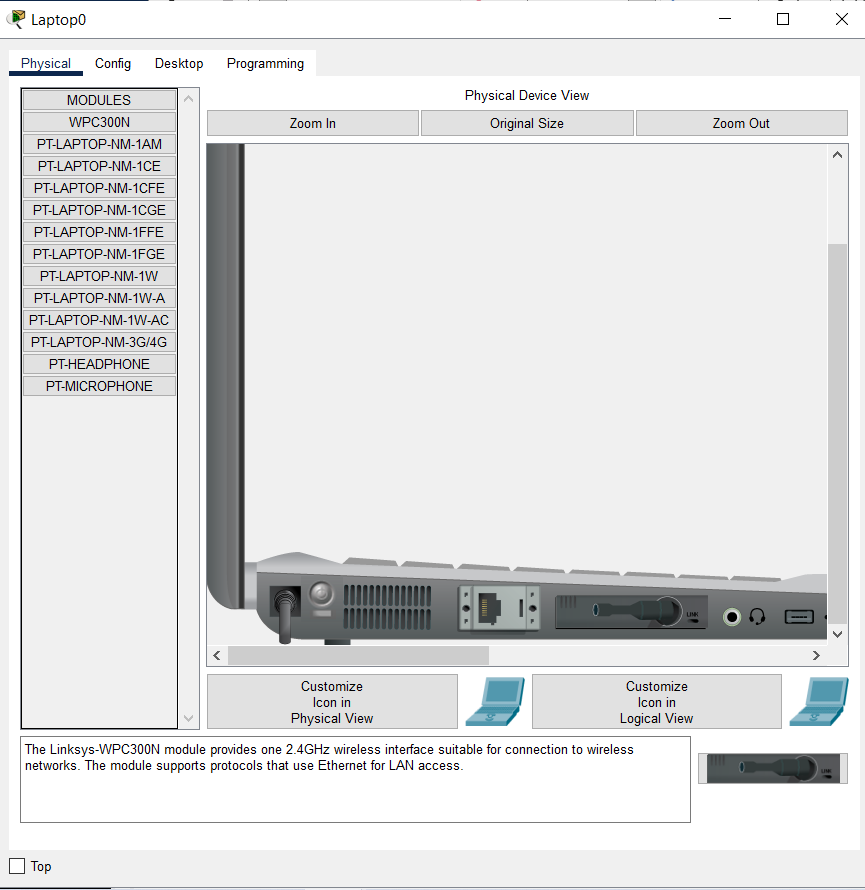 Laptop0
Physical Config Desktop Programming
MODULES
WPC300N
PT-LAPTOP-NM-1AM
PT-LAPTOP-NM-1CE
PT-LAPTOP-NM-1CFE
PT-LAPTOP-NM-1CGE
PT-LAPTOP-NM-1FFE
PT-LAPTOP-NM-1FGE
PT-LAPTOP-NM-1W
PT-LAPTOP-NM-1W-A
PT-LAPTOP-NM-1W-AC
PT-LAPTOP-NM-3G/4G
PT-HEADPHONE
PT-MICROPHONE
Physical Device View
Zoom In Original Size Zoom Out
LINK
Customize
Icon in
Physical View
Customize
Icon in
Logical View
The Linksys-WPC300N module provides one 2.4GHz wireless interface suitable for connection to wireless
networks. The module supports protocols that use Ethernet for LAN access.
LINK
Top